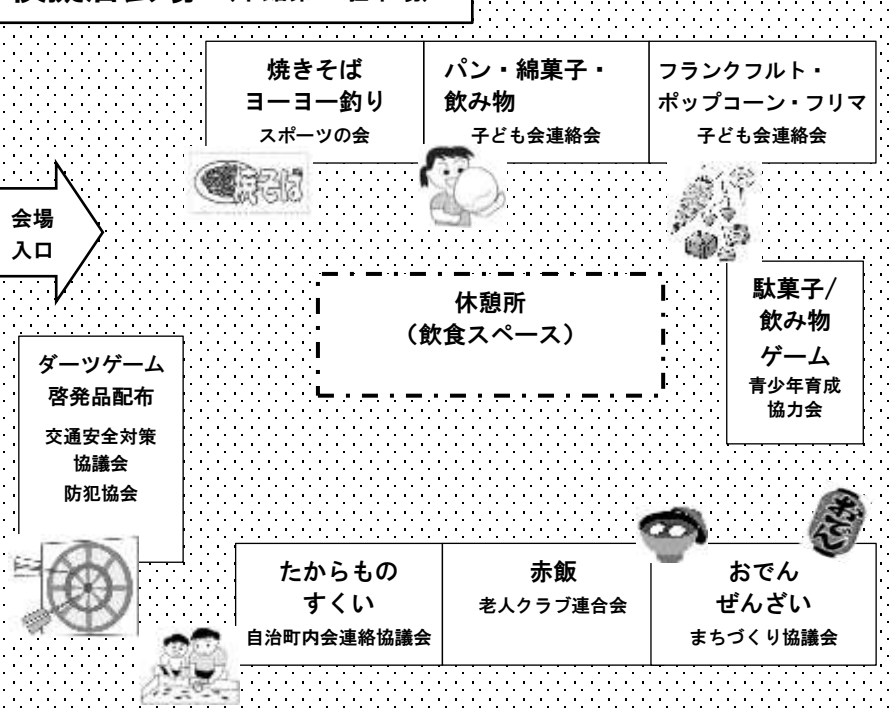 焼きそば
ヨーヨー釣り
スポーツの会
パン・綿菓子・
飲み物
子ども会連絡会
フランクフルト・
ポップコーン・フリマ
子ども会連絡会
焼そば
会場
入口
休憩所
（飲食スペース）
駄菓子/
飲み物
ゲーム
青少年育成
協力会
ダーツゲーム
啓発品配布
交通安全対策
協議会
防犯協会
おでん
たからもの
すくい
自治町内会連絡協議会
赤飯
老人クラブ連合会
おでん
ぜんざい
まちづくり協議会